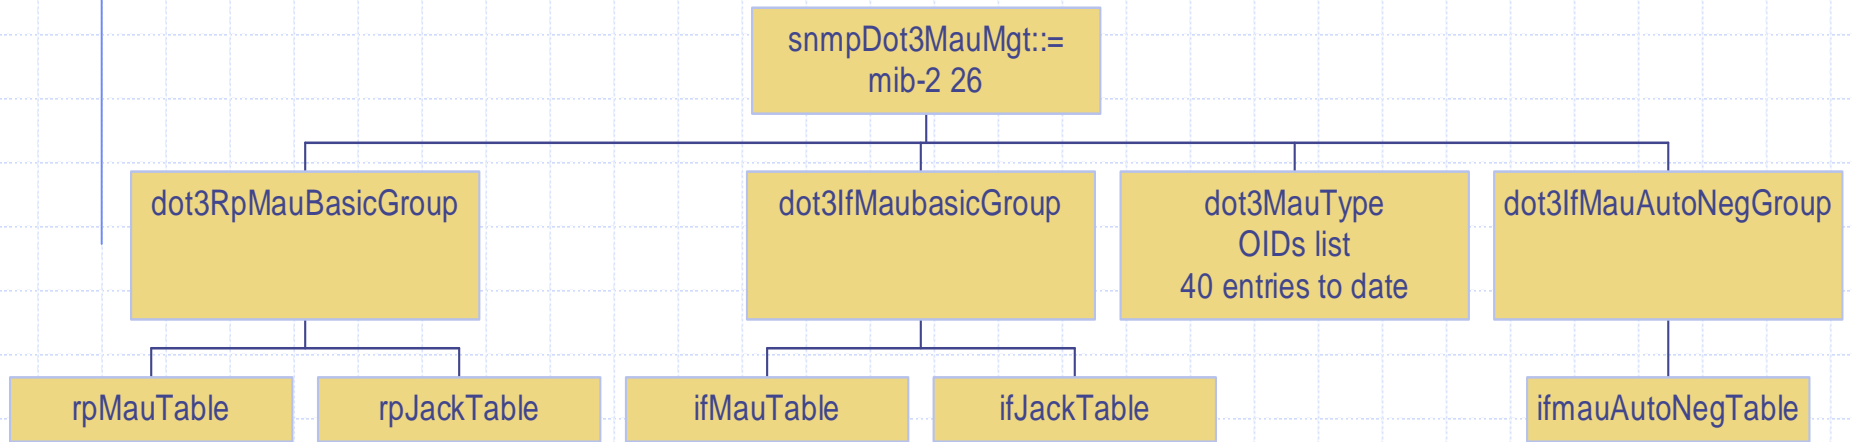 snmpDot3MauMgt::=
mib-2 26
dot3RpMauBasicGroup
dot3IfMaubasicGroup
dot3MauType
OIDs list
40 entries to date
dot3IfMauAutoNegGroup
rpMauTable
rpJackTable
ifMauTable
ifJackTable
ifmauAutoNegTable